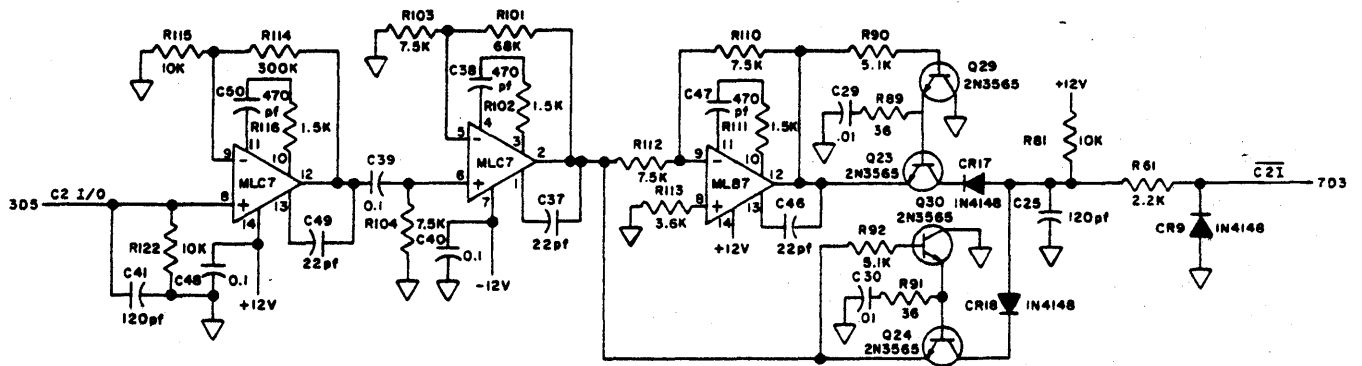 R115
10K
R114
300K
C50
470
pf
R116
1.5K
11
10
9
-
MLC7
12
8
+
14
13
305
C2 I/O
R122
10K
C41
120pf
C48
0.1
+12V
C49
22pf
C39
0.1
R104
7.5K
C40
0.1
R103
7.5K
R101
68K
C38
470
pf
R102
1.5K
4
3
5
-
MLC7
2
6
+
7
1
-12V
C37
22pf
R112
7.5K
R113
3.6K
R110
7.5K
C47
470
pf
R111
1.5K
11
10
9
-
MLB7
12
8
+
14
13
+12V
C46
22pf
R90
5.1K
Q29
2N3565
C29
.01
R89
36
Q23
2N3565
CR17
1N4148
Q30
2N3565
R92
5.1K
C30
.01
R91
36
Q24
2N3565
CR18
1N4148
+12V
R81
10K
C25
120pf
R61
2.2K
C2I
703
CR9
1N4148